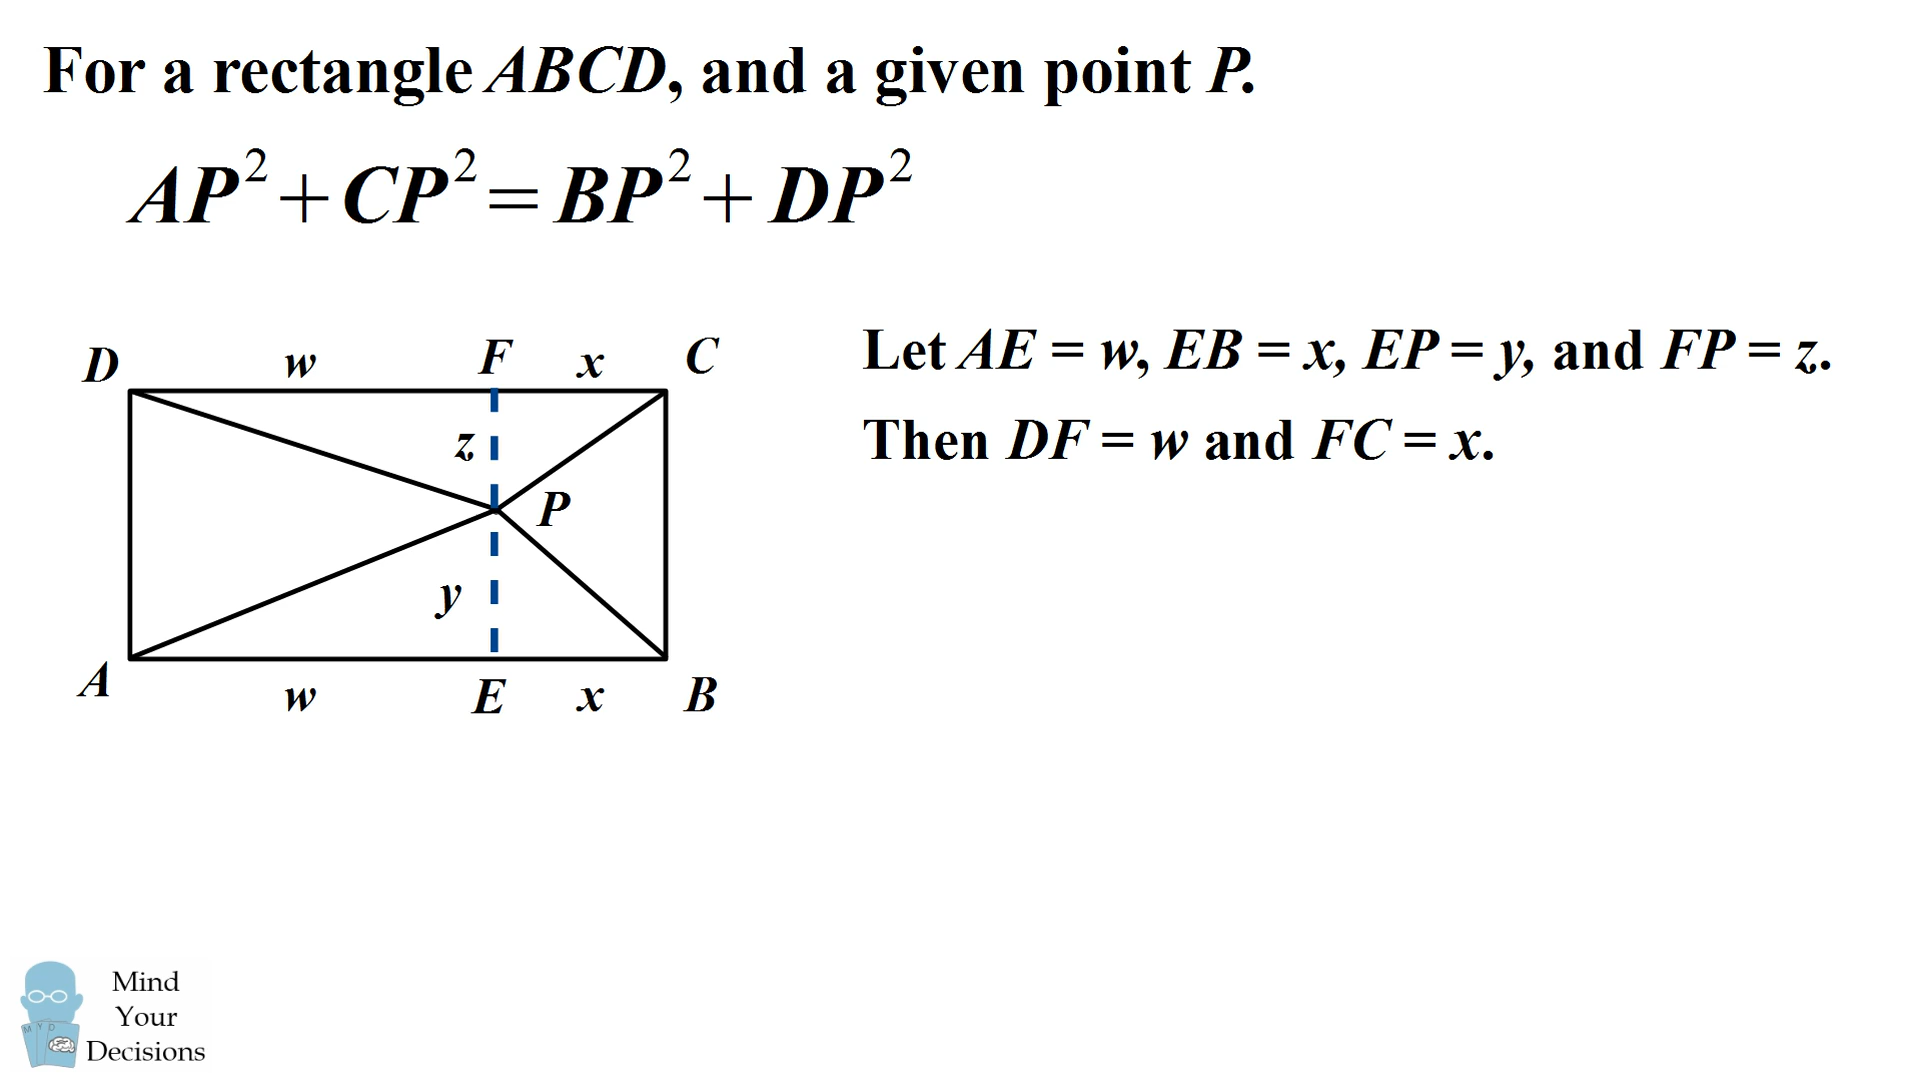 For a rectangle ABCD, and a given point P.
AP² + CP² = BP² + DP²
Let AE = w, EB = x, EP = y, and FP = z.
Then DF = w and FC = x.
D w F x C
z
P
y
A w E x B
M Y D
Mind
Your
Decisions